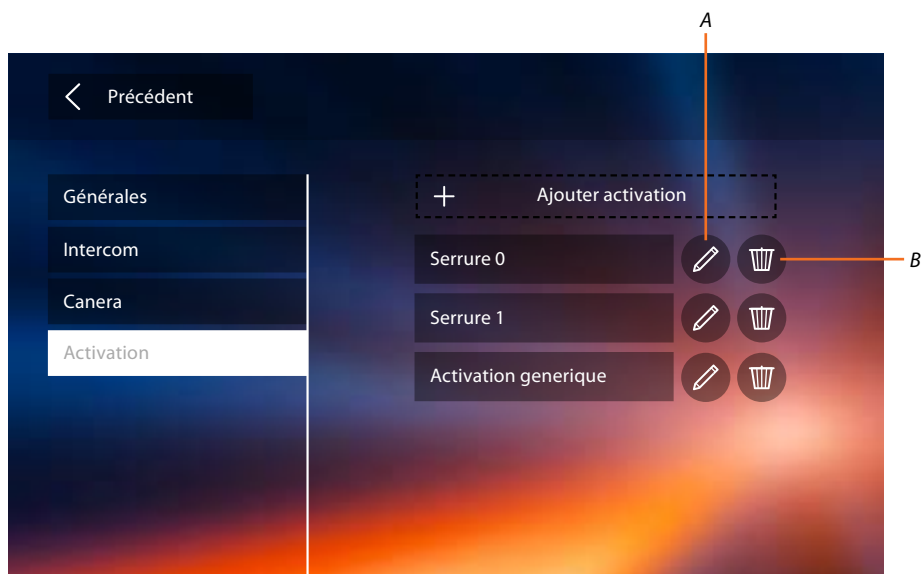 A
Précédent
Générales
Intercom
Canera
Activation
Ajouter activation
Serrure 0
B
Serrure 1
Activation generique